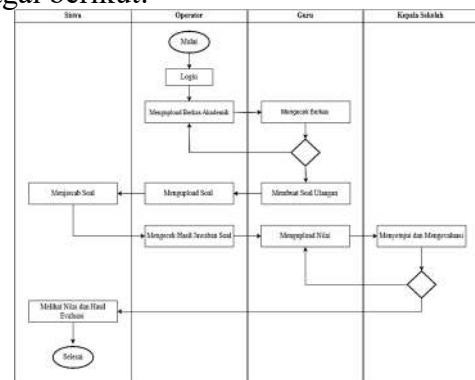 agai berikut:
Siswa Operator Guru Kepala Sekolah
Mulai
Login
Mengupload Berkas Akademik Mengecek Berkas
Menjawab Soal Mengupload Soal Membuat Soal Ulangan
Mengecek Hasil Jawaban Soal Mengupload Nilai Menyetujui dan Mengevaluasi
Melihat Nilai dan Hasil
Evaluasi
Selesai